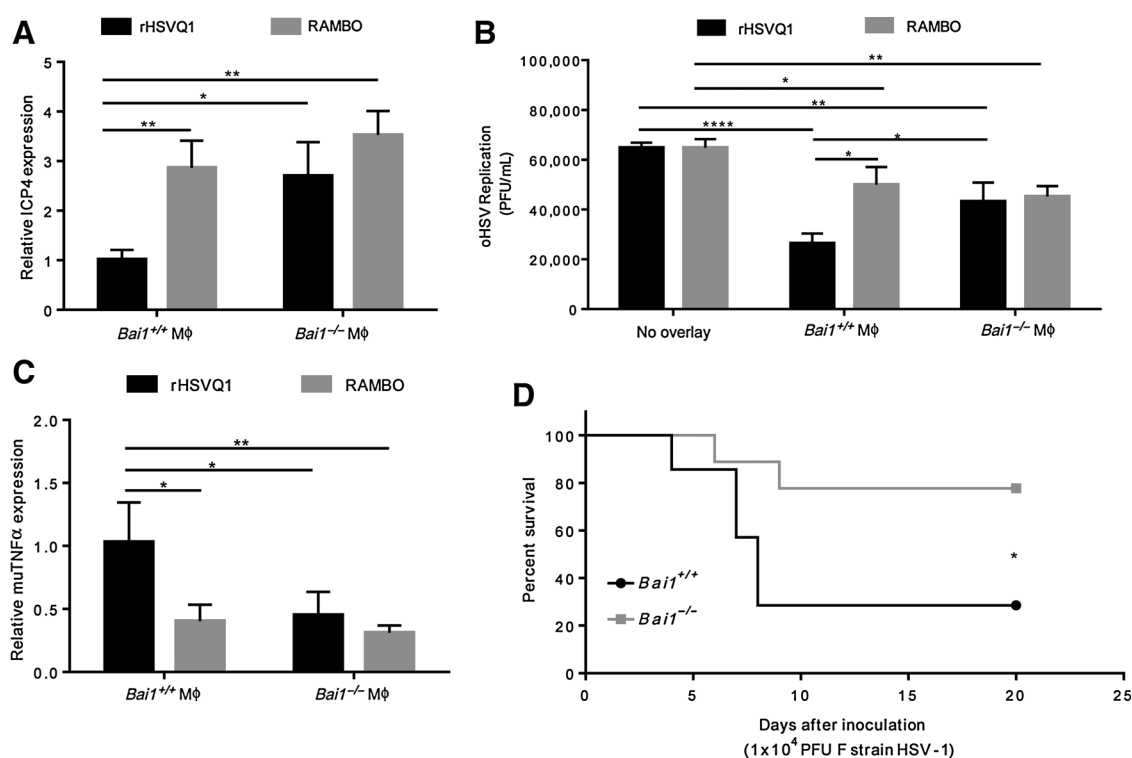 A
rHSVQ1
RAMBO
Relative ICP4 expression
5
4
3
2
1
0
**
*
**
Bai1+/+ Mϕ
Bai1−/− Mϕ
B
rHSVQ1
RAMBO
oHSV Replication
(PFU/mL)
100,000
80,000
60,000
40,000
20,000
0
**
*
**
****
*
*
No overlay
Bai1+/+ Mϕ
Bai1−/− Mϕ
C
rHSVQ1
RAMBO
Relative muTNFα expression
2.0
1.5
1.0
0.5
0.0
**
*
*
Bai1+/+ Mϕ
Bai1−/− Mϕ
D
Percent survival
100
80
60
40
20
0
*
Bai1+/+
Bai1−/−
0 5 10 15 20 25
Days after inoculation
(1x10⁴ PFU F strain HSV-1)